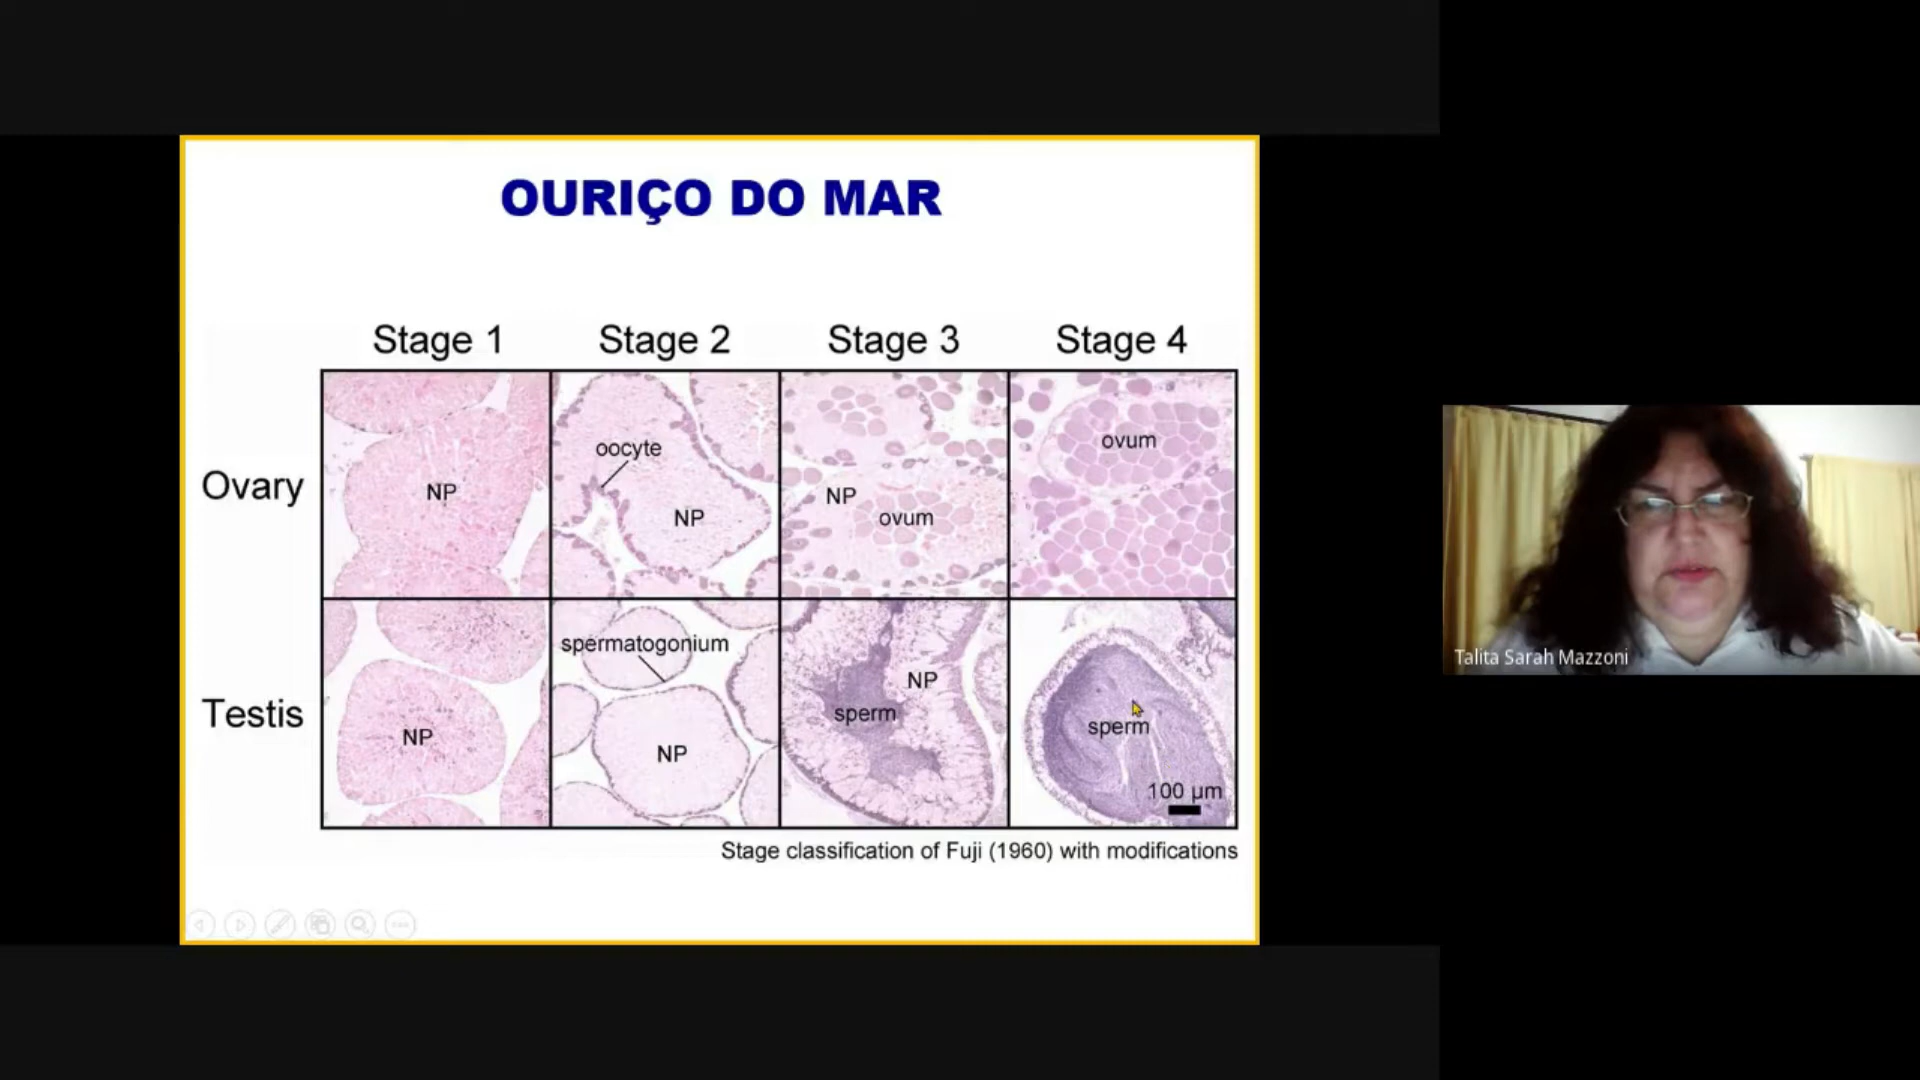 OURIÇO DO MAR
Stage 1 Stage 2 Stage 3 Stage 4
Ovary
NP
oocyte
NP
NP
ovum
ovum
Testis
NP
spermatogonium
NP
NP
sperm
sperm
100 µm
Stage classification of Fuji (1960) with modifications
Talita Sarah Mazzoni